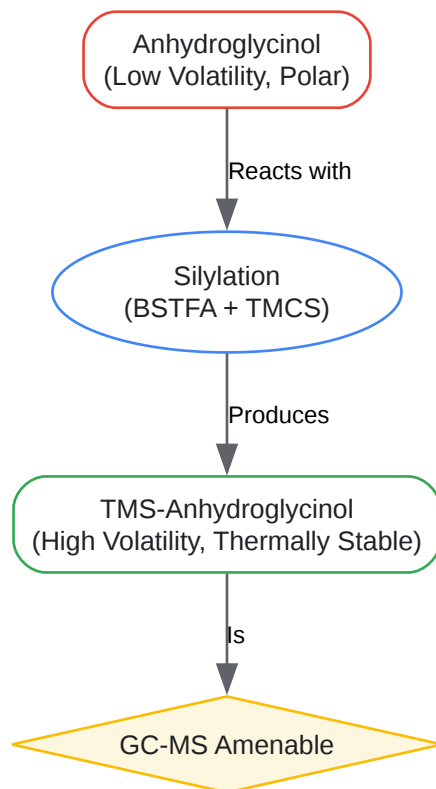 Anhydroglycinol
(Low Volatility, Polar)
Reacts with
Silylation
(BSTFA + TMCS)
Produces
TMS-Anhydroglycinol
(High Volatility, Thermally Stable)
Is
GC-MS Amenable